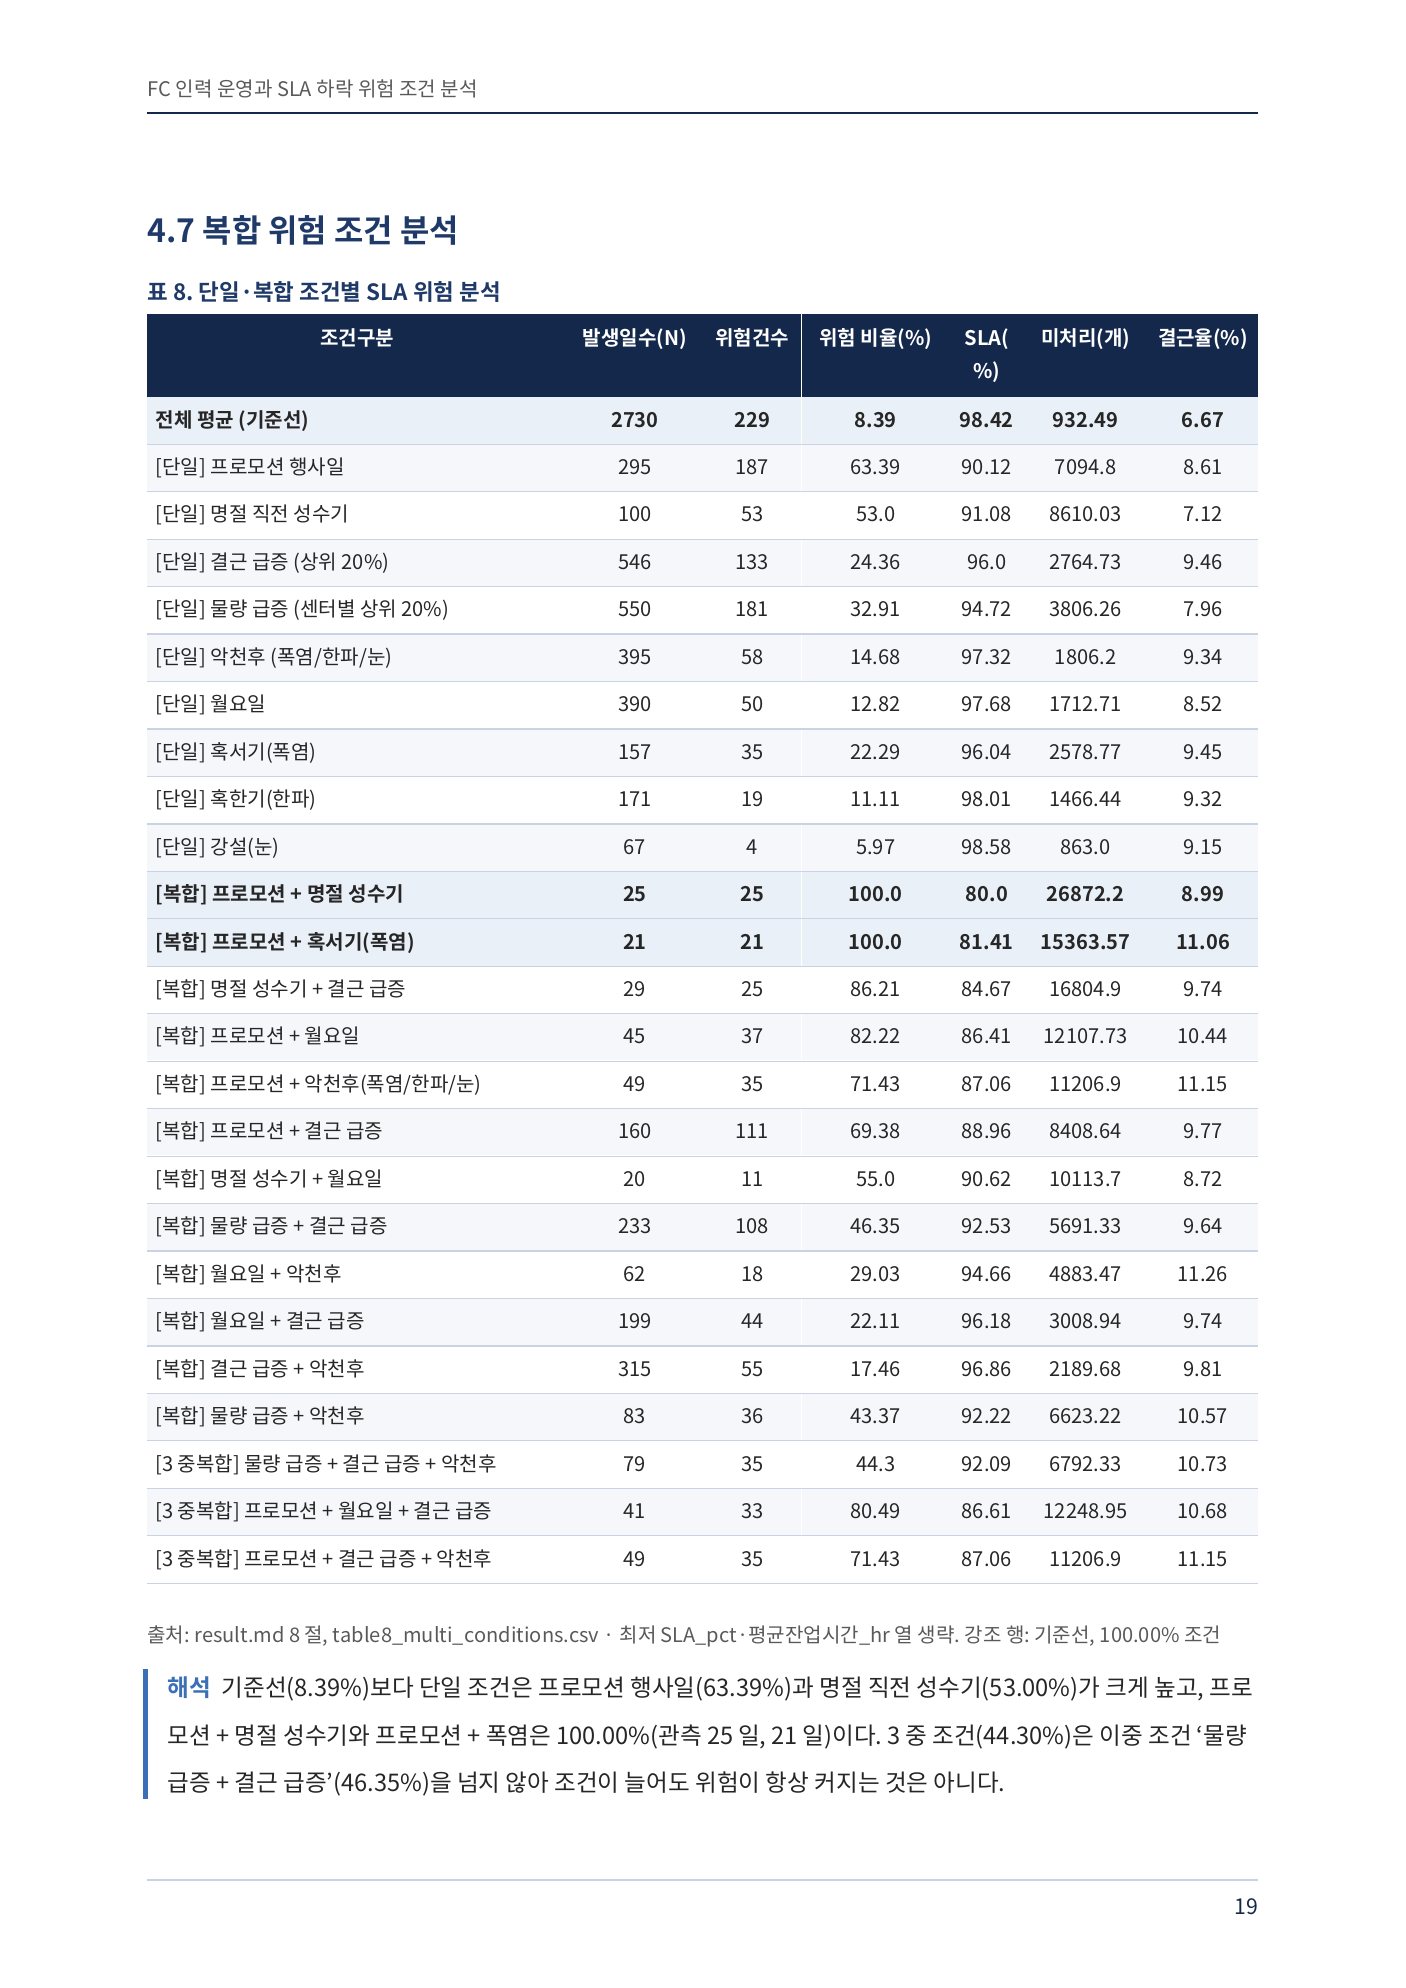 FC 인력 운영과 SLA 하락 위험 조건 분석
4.7 복합 위험 조건 분석
표 8. 단일·복합 조건별 SLA 위험 분석
조건구분 발생일수(N) 위험건수 위험 비율(%) SLA( 미처리(개) 결근율(%)
%)
전체 평균 (기준선) 2730 229 8.39 98.42 932.49 6.67
[단일] 프로모션 행사일 295 187 63.39 90.12 7094.8 8.61
[단일] 명절 직전 성수기 100 53 53.0 91.08 8610.03 7.12
[단일] 결근 급증 (상위 20%) 546 133 24.36 96.0 2764.73 9.46
[단일] 물량 급증 (센터별 상위 20%) 550 181 32.91 94.72 3806.26 7.96
[단일] 악천후 (폭염/한파/눈) 395 58 14.68 97.32 1806.2 9.34
[단일] 월요일 390 50 12.82 97.68 1712.71 8.52
[단일] 혹서기(폭염) 157 35 22.29 96.04 2578.77 9.45
[단일] 혹한기(한파) 171 19 11.11 98.01 1466.44 9.32
[단일] 강설(눈) 67 4 5.97 98.58 863.0 9.15
[복합] 프로모션 + 명절 성수기 25 25 100.0 80.0 26872.2 8.99
[복합] 프로모션 + 혹서기(폭염) 21 21 100.0 81.41 15363.57 11.06
[복합] 명절 성수기 + 결근 급증 29 25 86.21 84.67 16804.9 9.74
[복합] 프로모션 + 월요일 45 37 82.22 86.41 12107.73 10.44
[복합] 프로모션 + 악천후(폭염/한파/눈) 49 35 71.43 87.06 11206.9 11.15
[복합] 프로모션 + 결근 급증 160 111 69.38 88.96 8408.64 9.77
[복합] 명절 성수기 + 월요일 20 11 55.0 90.62 10113.7 8.72
[복합] 물량 급증 + 결근 급증 233 108 46.35 92.53 5691.33 9.64
[복합] 월요일 + 악천후 62 18 29.03 94.66 4883.47 11.26
[복합] 월요일 + 결근 급증 199 44 22.11 96.18 3008.94 9.74
[복합] 결근 급증 + 악천후 315 55 17.46 96.86 2189.68 9.81
[복합] 물량 급증 + 악천후 83 36 43.37 92.22 6623.22 10.57
[3 중복합] 물량 급증 + 결근 급증 + 악천후 79 35 44.3 92.09 6792.33 10.73
[3 중복합] 프로모션 + 월요일 + 결근 급증 41 33 80.49 86.61 12248.95 10.68
[3 중복합] 프로모션 + 결근 급증 + 악천후 49 35 71.43 87.06 11206.9 11.15
출처: result.md 8 절, table8_multi_conditions.csv · 최저 SLA_pct·평균잔업시간_hr 열 생략. 강조 행: 기준선, 100.00% 조건
해석 기준선(8.39%)보다 단일 조건은 프로모션 행사일(63.39%)과 명절 직전 성수기(53.00%)가 크게 높고, 프로
모션 + 명절 성수기와 프로모션 + 폭염은 100.00%(관측 25 일, 21 일)이다. 3 중 조건(44.30%)은 이중 조건 ‘물량
급증 + 결근 급증’(46.35%)을 넘지 않아 조건이 늘어도 위험이 항상 커지는 것은 아니다.
19